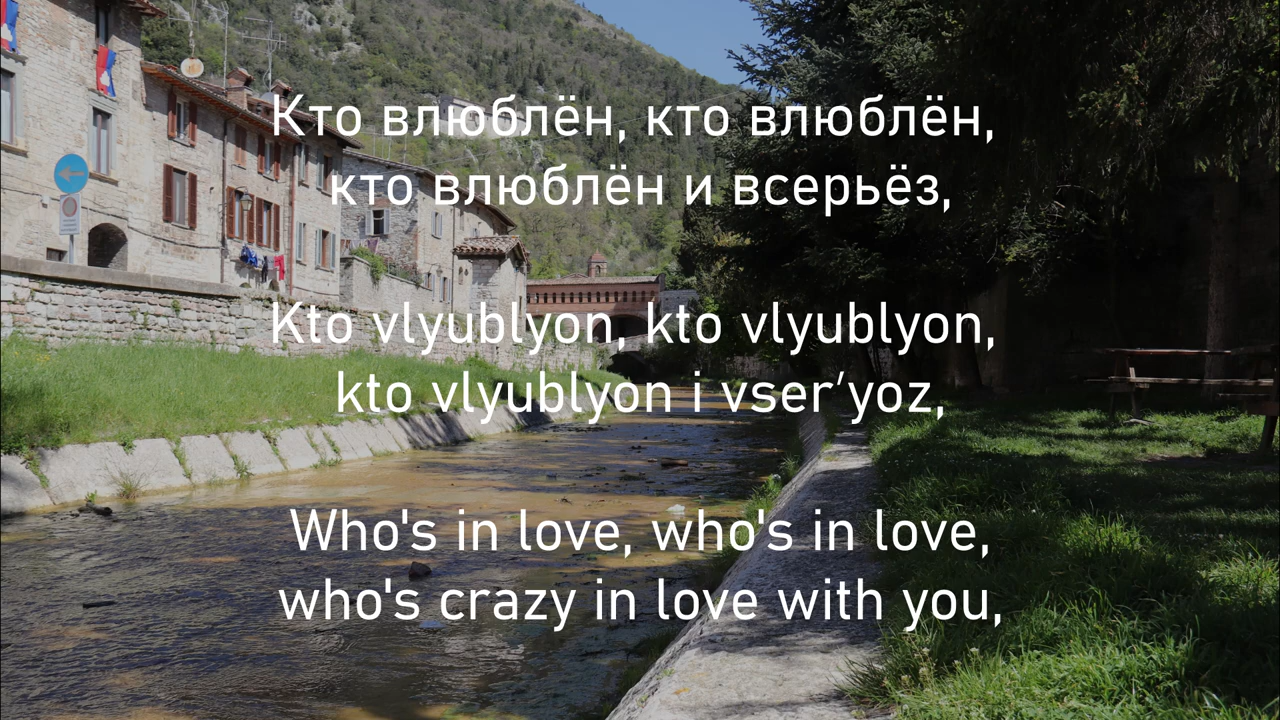 Кто влюблён, кто влюблён,
кто влюблён и всерьёз,
Kto vlyublyon, kto vlyublyon,
kto vlyublyon i vser′yoz,
Who's in love, who's in love,
who's crazy in love with you,